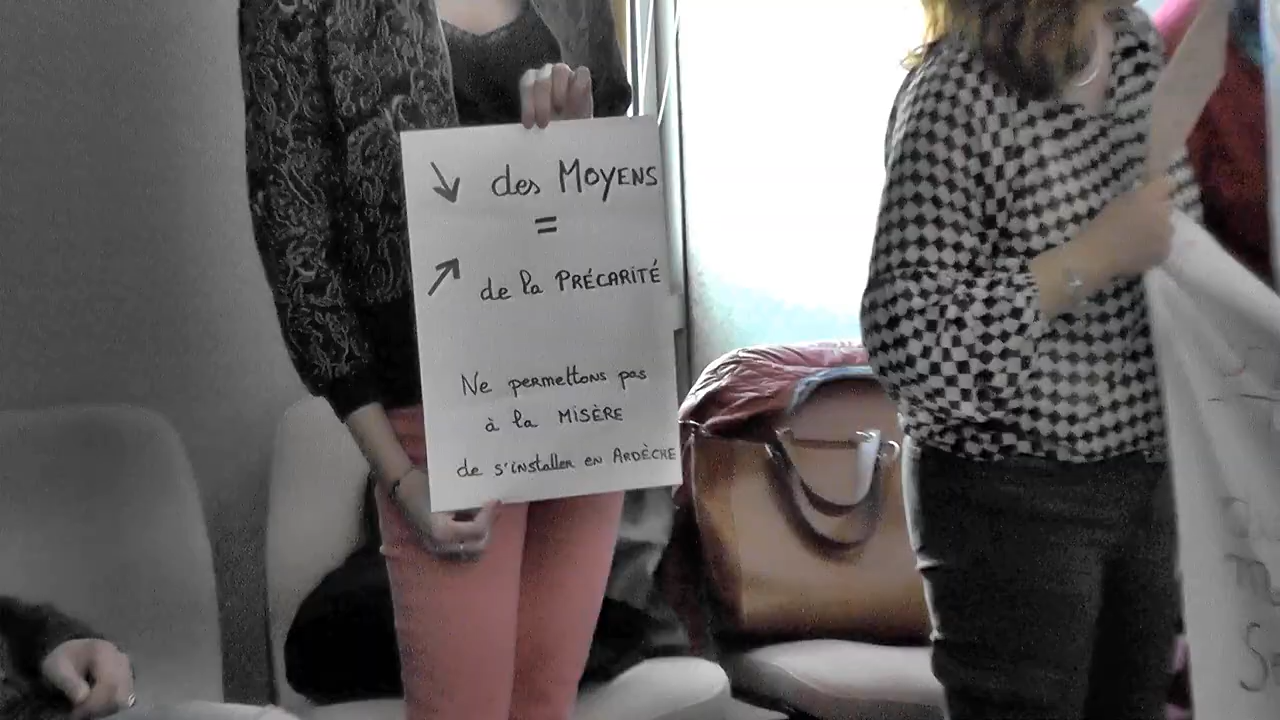 ↘ des MOYENS
=
↗ de la PRÉCARITÉ
Ne permettons pas
à la MISÈRE
de s'installer en ARDÈCHE